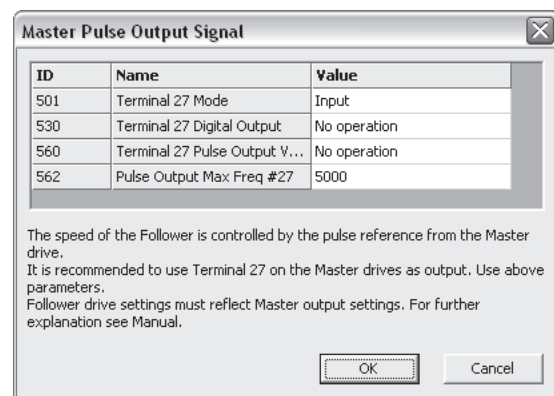 Master Pulse Output Signal
ID Name Value
501 Terminal 27 Mode Input
530 Terminal 27 Digital Output No operation
560 Terminal 27 Pulse Output V... No operation
562 Pulse Output Max Freq #27 5000
The speed of the Follower is controlled by the pulse reference from the Master
drive.
It is recommended to use Terminal 27 on the Master drives as output. Use above
parameters.
Follower drive settings must reflect Master output settings. For further
explanation see Manual.
OK Cancel